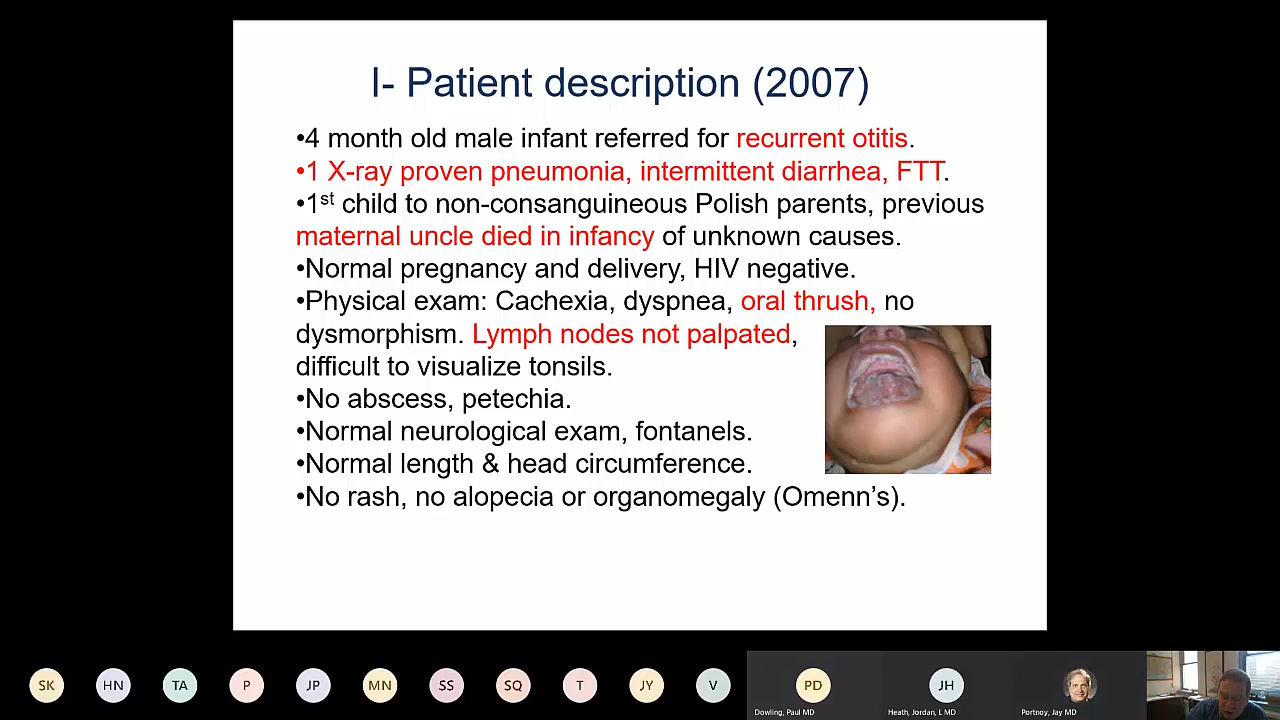 I- Patient description (2007)
•4 month old male infant referred for recurrent otitis.
•1 X-ray proven pneumonia, intermittent diarrhea, FTT.
•1st child to non-consanguineous Polish parents, previous
maternal uncle died in infancy of unknown causes.
•Normal pregnancy and delivery, HIV negative.
•Physical exam: Cachexia, dyspnea, oral thrush, no
dysmorphism. Lymph nodes not palpated,
difficult to visualize tonsils.
•No abscess, petechia.
•Normal neurological exam, fontanels.
•Normal length & head circumference.
•No rash, no alopecia or organomegaly (Omenn's).
SK HN TA P JP MN SS SQ T JY V PD JH
Dowling, Paul MD Heath, Jordan, L MD Portnoy, Jay MD